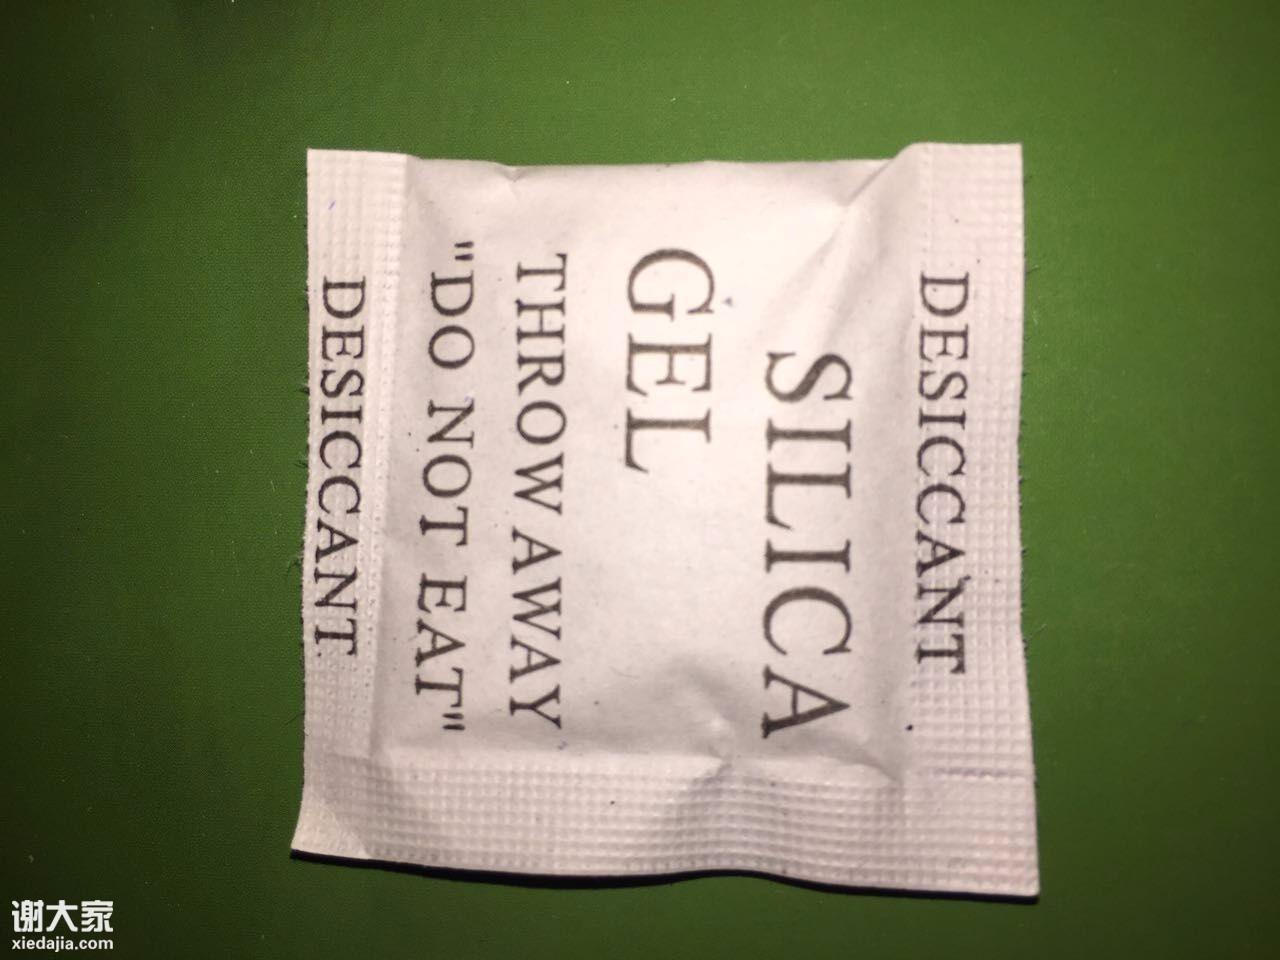 DESICCANT
SILICA
GEL
THROW AWAY
"DO NOT EAT"
DESICCANT
谢大家
xiedajia.com